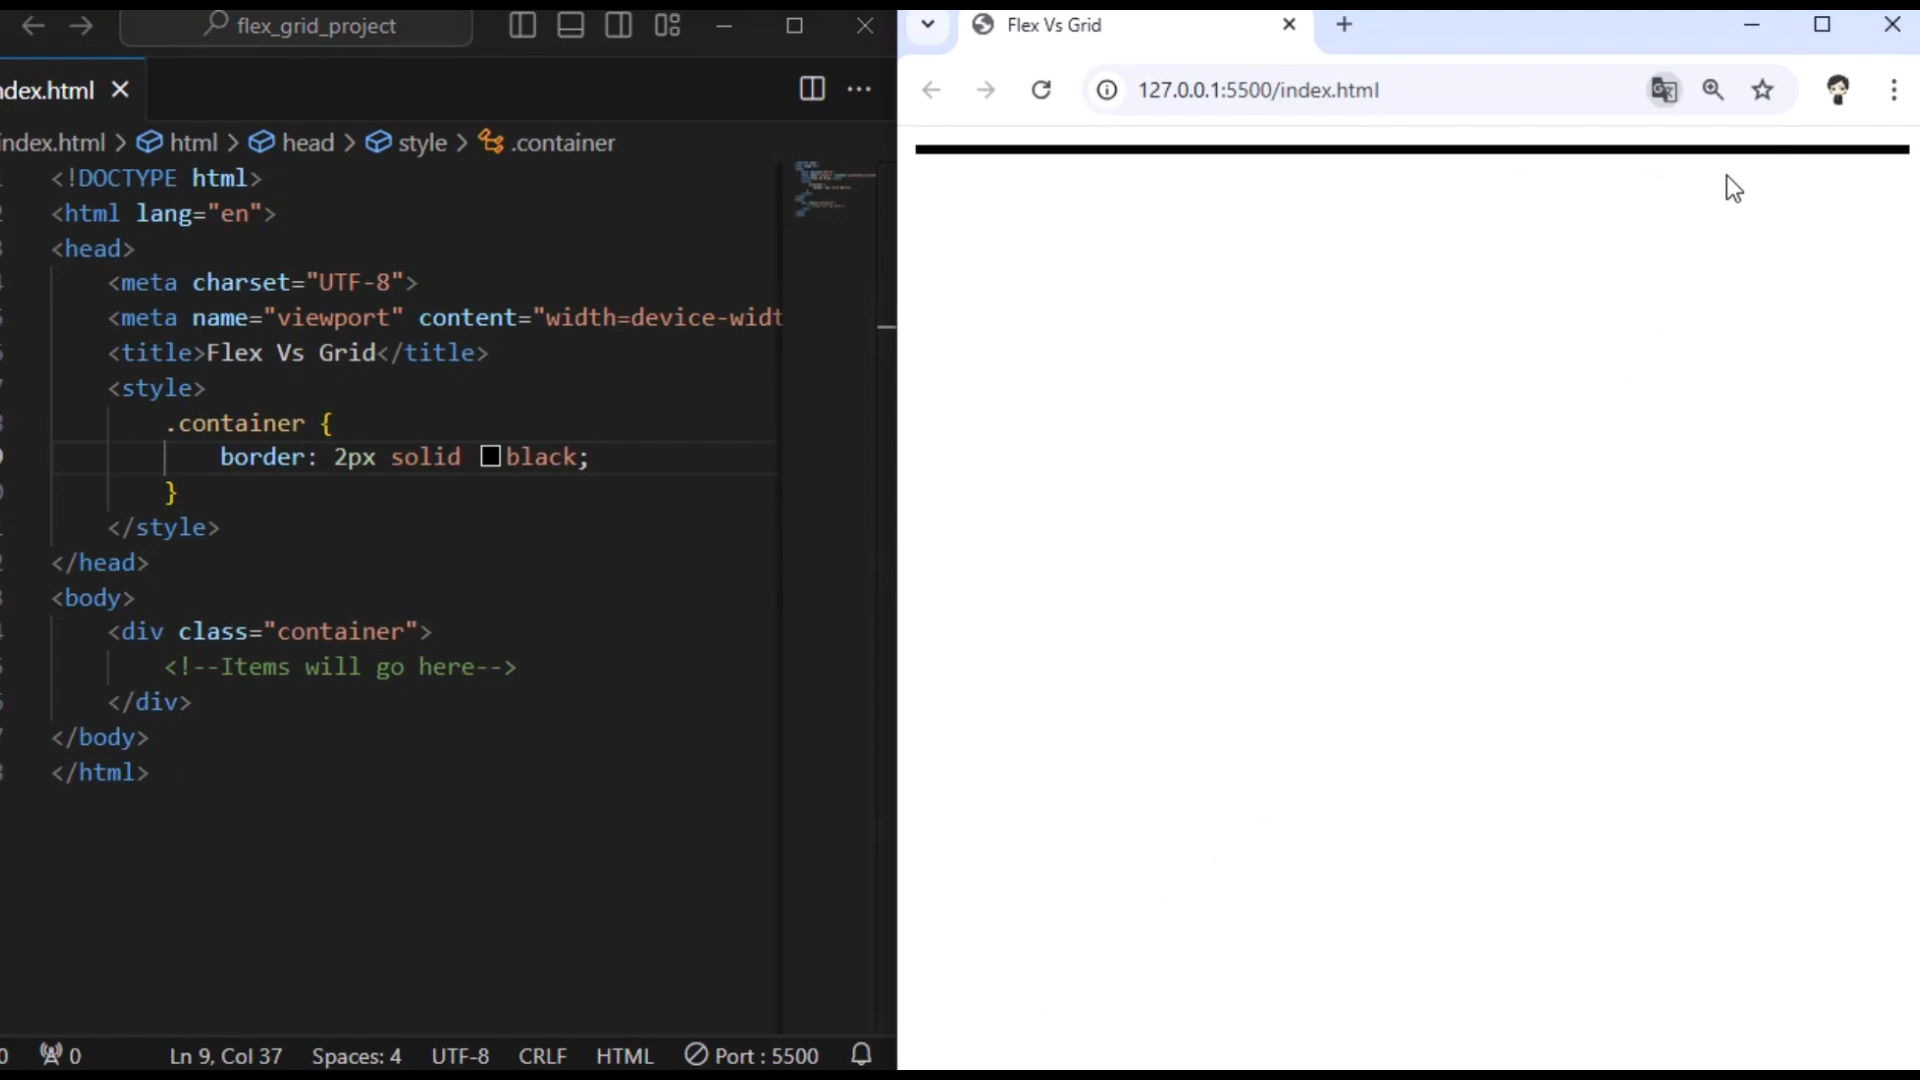 flex_grid_project
ndex.html
index.html > html > head > style > .container
<!DOCTYPE html>
<html lang="en">
<head>
<meta charset="UTF-8">
<meta name="viewport" content="width=device-widt
<title>Flex Vs Grid</title>
<style>
.container {
border: 2px solid black;
}
</style>
</head>
<body>
<div class="container">
<!--Items will go here-->
</div>
</body>
</html>
0 0 Ln 9, Col 37 Spaces: 4 UTF-8 CRLF HTML Port : 5500
Flex Vs Grid
127.0.0.1:5500/index.html